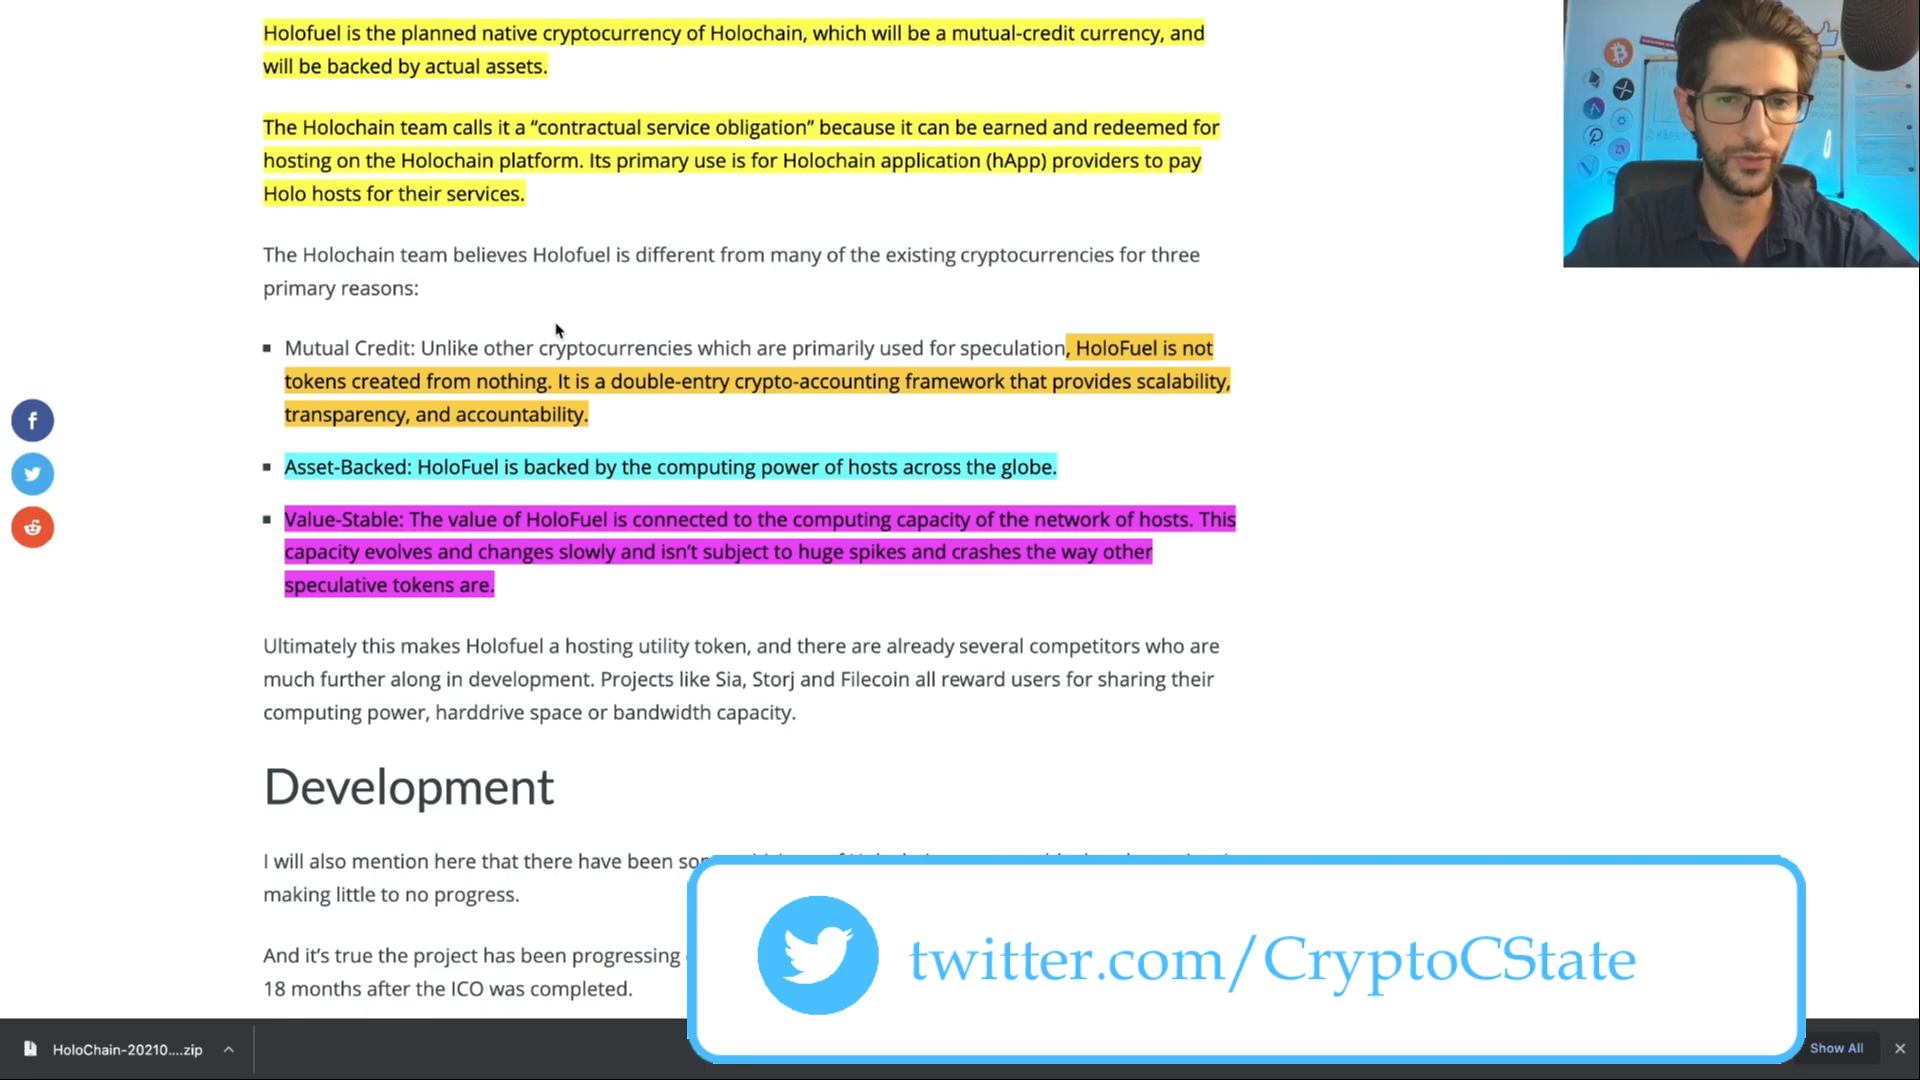 Holofuel is the planned native cryptocurrency of Holochain, which will be a mutual-credit currency, and
will be backed by actual assets.
The Holochain team calls it a “contractual service obligation” because it can be earned and redeemed for
hosting on the Holochain platform. Its primary use is for Holochain application (hApp) providers to pay
Holo hosts for their services.
The Holochain team believes Holofuel is different from many of the existing cryptocurrencies for three
primary reasons:
Mutual Credit: Unlike other cryptocurrencies which are primarily used for speculation, HoloFuel is not
tokens created from nothing. It is a double-entry crypto-accounting framework that provides scalability,
transparency, and accountability.
Asset-Backed: HoloFuel is backed by the computing power of hosts across the globe.
Value-Stable: The value of HoloFuel is connected to the computing capacity of the network of hosts. This
capacity evolves and changes slowly and isn’t subject to huge spikes and crashes the way other
speculative tokens are.
Ultimately this makes Holofuel a hosting utility token, and there are already several competitors who are
much further along in development. Projects like Sia, Storj and Filecoin all reward users for sharing their
computing power, harddrive space or bandwidth capacity.
Development
I will also mention here that there have been
making little to no progress.
And it’s true the project has been progressing
18 months after the ICO was completed.
twitter.com/CryptoCState
HoloChain-20210....zip
Show All